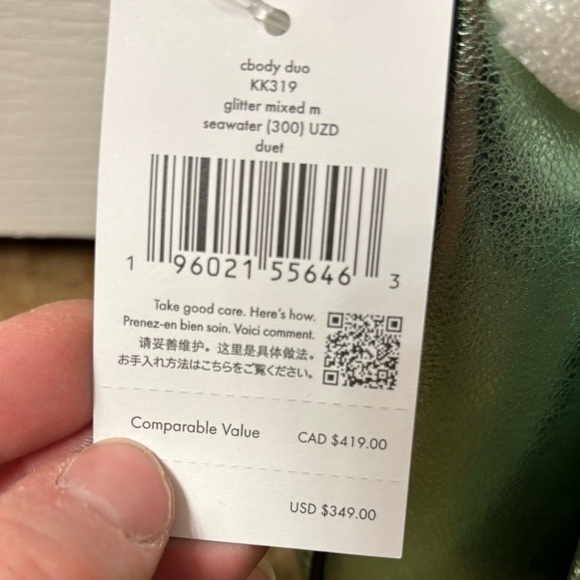 cbody duo
KK319
glitter mixed m
seawater (300) UZD
duet
1 96021 55646 3
Take good care. Here's how.
Prenez-en bien soin. Voici comment.
请妥善维护。这里是具体做法。
お手入れ方法はこちらをご覧ください。
Comparable Value CAD $419.00
USD $349.00